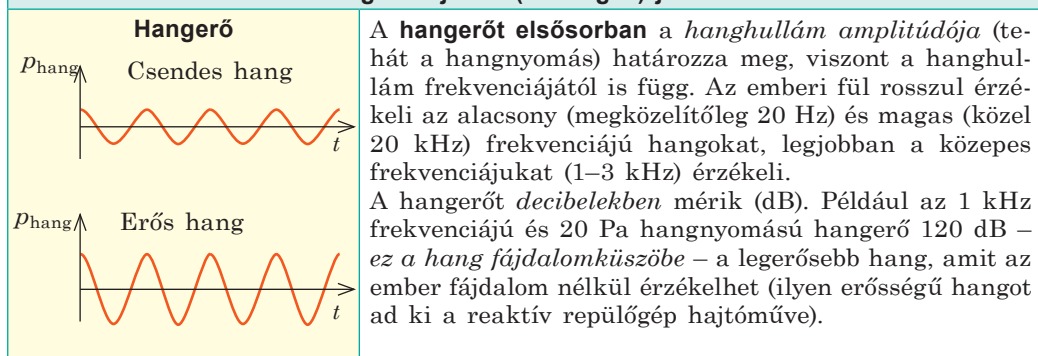 Hangerő
p hang
Csendes hang
t
p hang
Erős hang
t
A hangerőt elsősorban a hanghullám amplitúdója (te-
hát a hangnyomás) határozza meg, viszont a hanghul-
lám frekvenciájától is függ. Az emberi fül rosszul érzé-
keli az alacsony (megközelítőleg 20 Hz) és magas (közel
20 kHz) frekvenciájú hangokat, legjobban a közepes
frekvenciájukat (1–3 kHz) érzékeli.
A hangerőt decibelekben mérik (dB). Például az 1 kHz
frekvenciájú és 20 Pa hangnyomású hangerő 120 dB –
ez a hang fájdalomküszöbe – a legerősebb hang, amit az
ember fájdalom nélkül érzékelhet (ilyen erősségű hangot
ad ki a reaktív repülőgép hajtóműve).